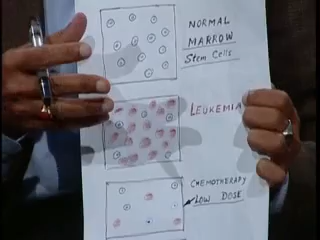 NORMAL
MARROW
Stem Cells
LEUKEMIA
CHEMOTHERAPY
LOW DOSE